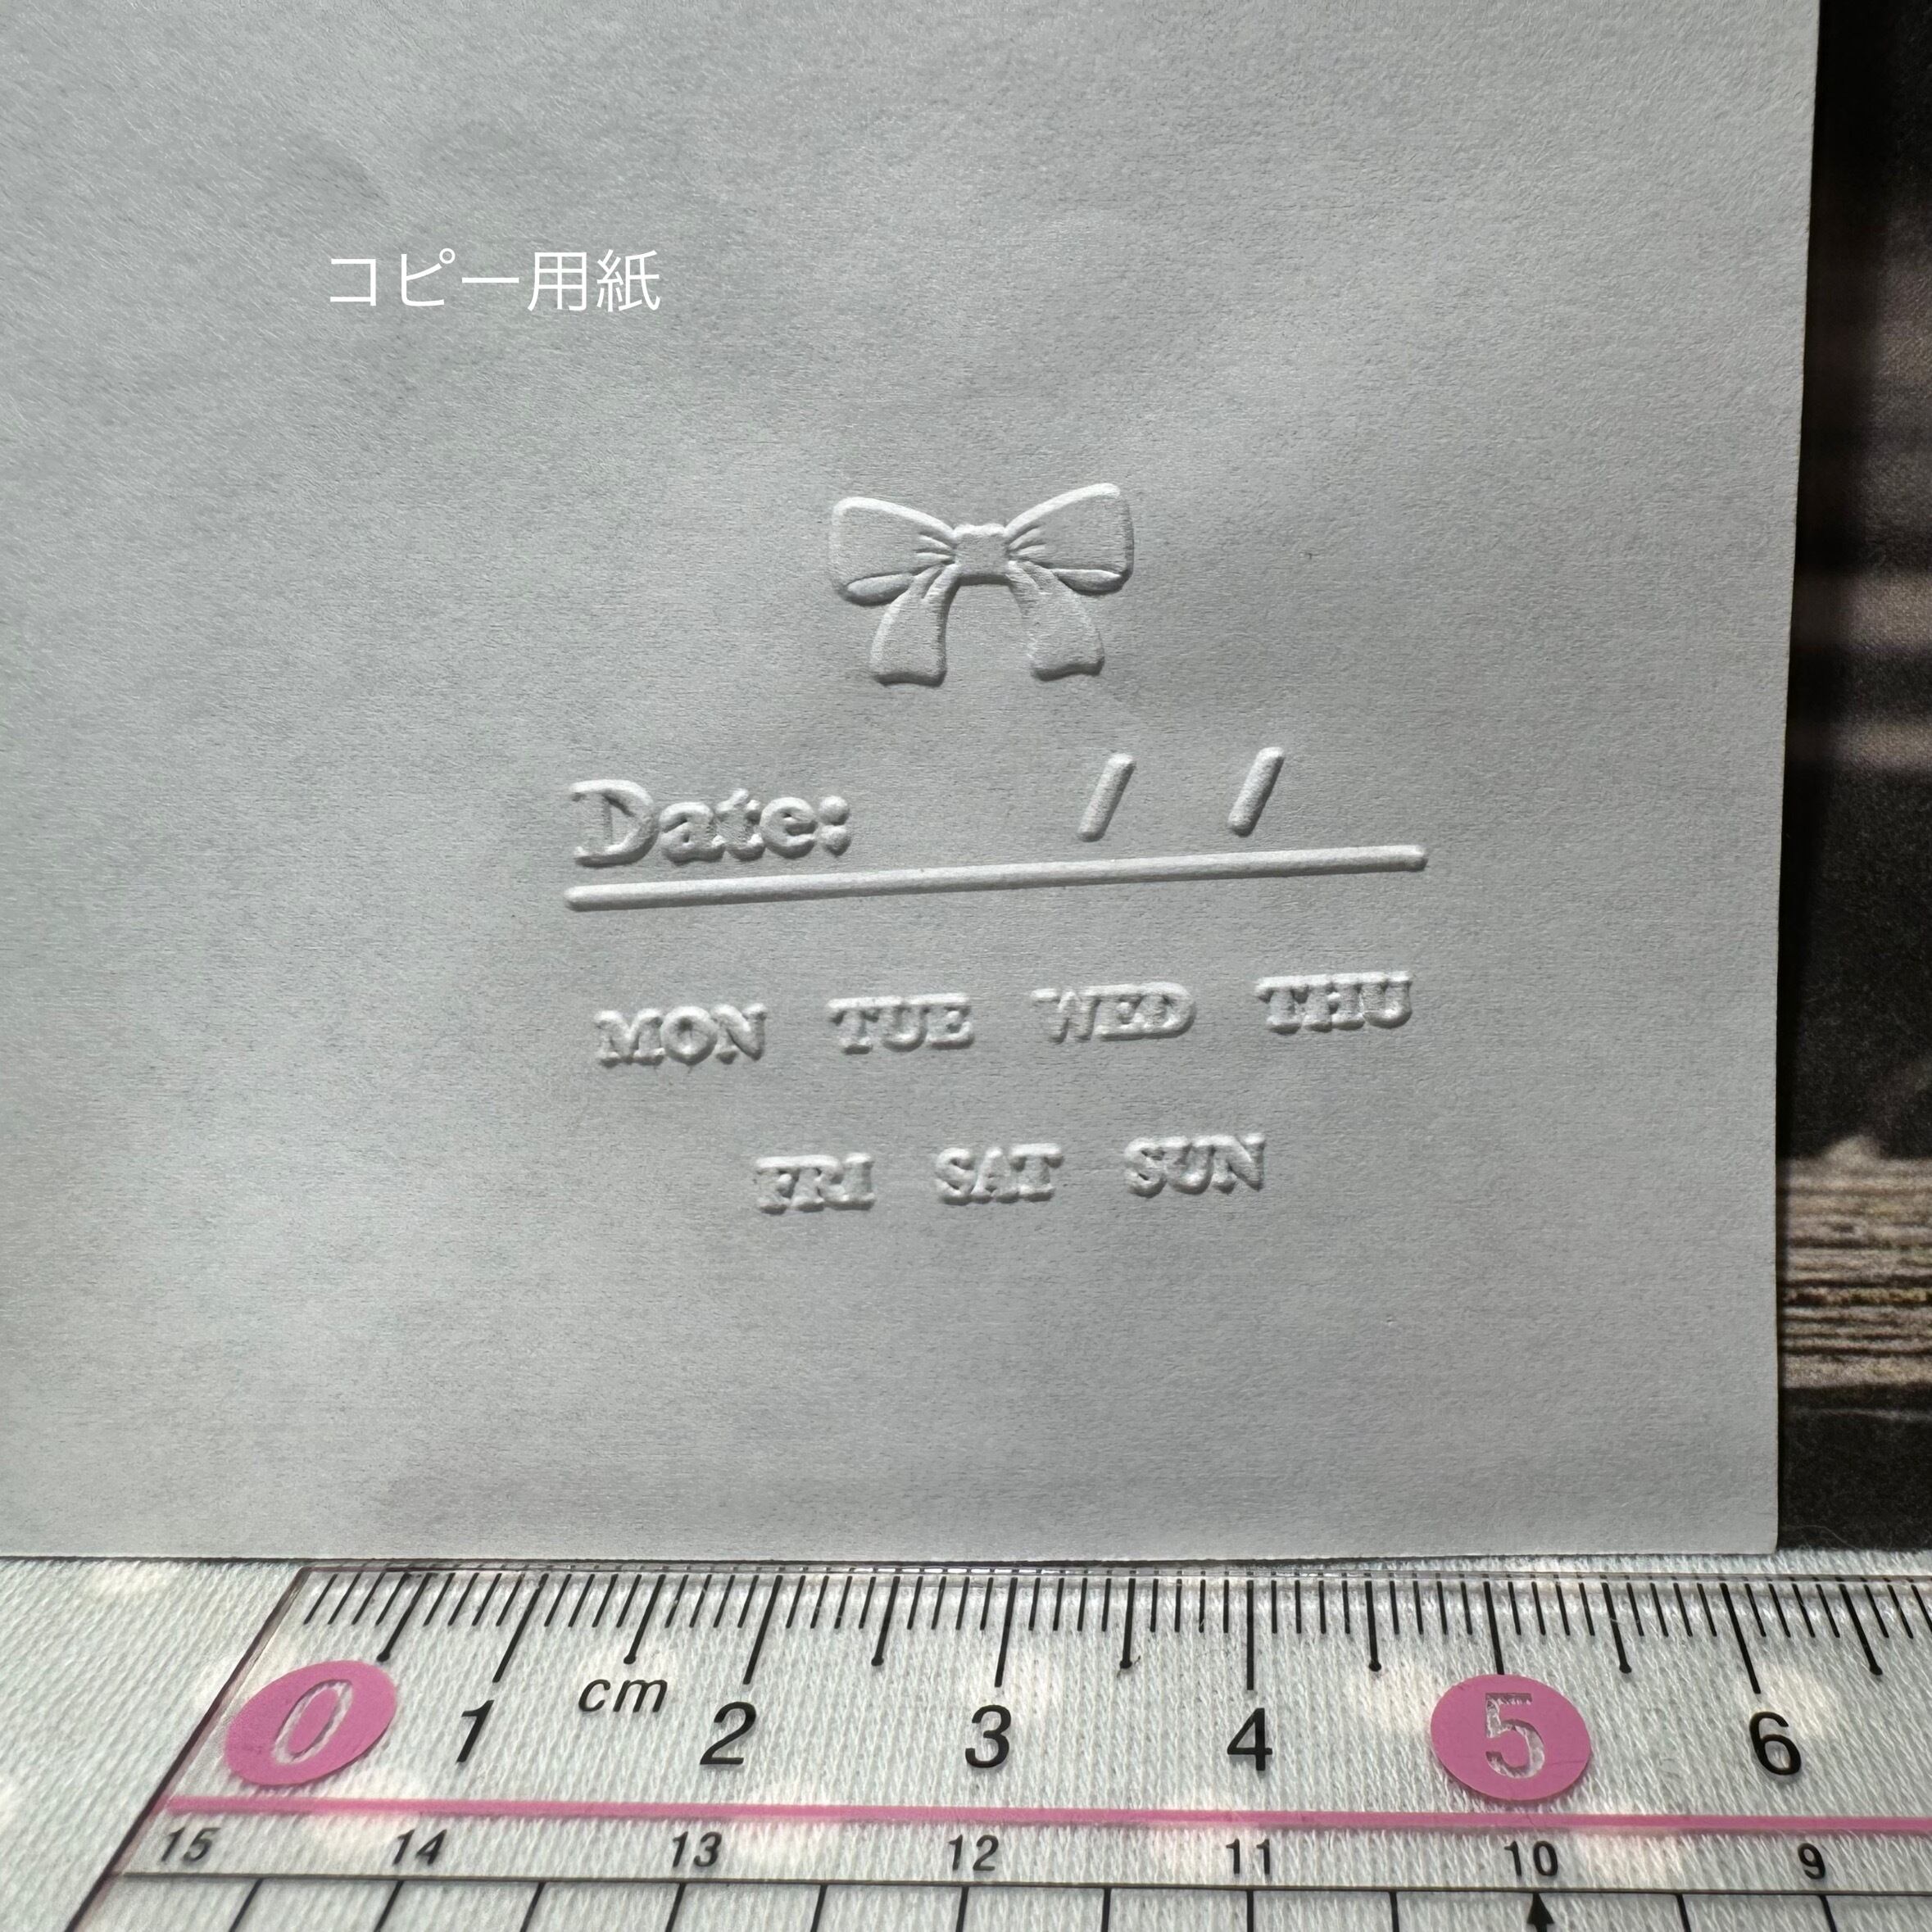 コピー用紙
Date: / /
MON TUE WED THU
FRI SAT SUN
0 1 cm 2 3 4 5 6
15 14 13 12 11 10 9